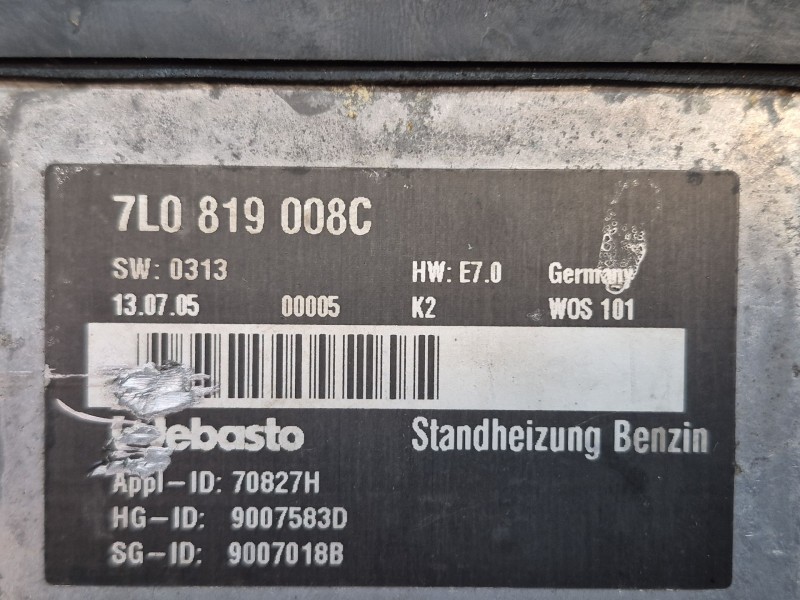 7L0 819 008C
SW: 0313 HW: E7.0 Germany
13.07.05 00005 K2 WOS 101
Webasto Standheizung Benzin
Appl-ID: 70827H
HG-ID: 9007583D
SG-ID: 9007018B